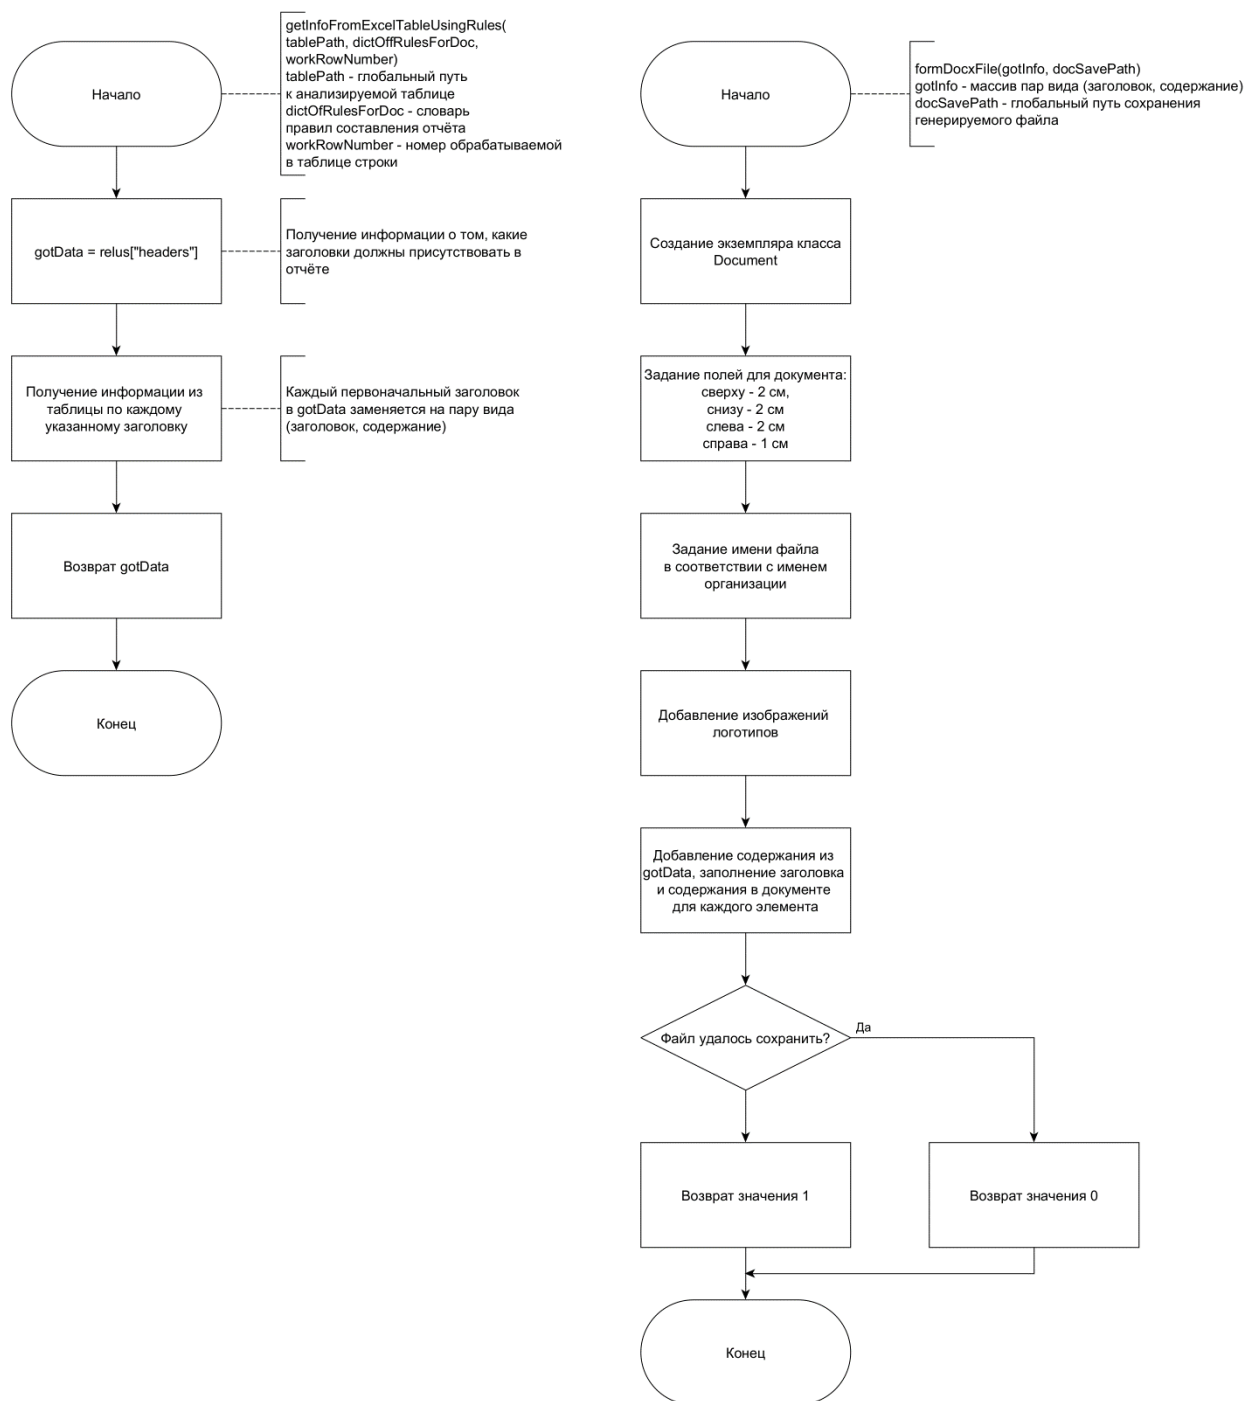 Начало
getInfoFromExcelTableUsingRules(
tablePath, dictOffRulesForDoc,
workRowNumber)
tablePath - глобальный путь
к анализируемой таблице
dictOfRulesForDoc - словарь
правил составления отчёта
workRowNumber - номер обрабатываемой
в таблице строки
gotData = relus["headers"]
Получение информации о том, какие
заголовки должны присутствовать в
отчёте
Получение информации из
таблицы по каждому
указанному заголовку
Каждый первоначальный заголовок
в gotData заменяется на пару вида
(заголовок, содержание)
Возврат gotData
Конец
Начало
formDocxFile(gotInfo, docSavePath)
gotInfo - массив пар вида (заголовок, содержание)
docSavePath - глобальный путь сохранения
генерируемого файла
Создание экземпляра класса
Document
Задание полей для документа:
сверху - 2 см,
снизу - 2 см
слева - 2 см
справа - 1 см
Задание имени файла
в соответствии с именем
организации
Добавление изображений
логотипов
Добавление содержания из
gotData, заполнение заголовка
и содержания в документе
для каждого элемента
Файл удалось сохранить?
Да
Возврат значения 1
Возврат значения 0
Конец